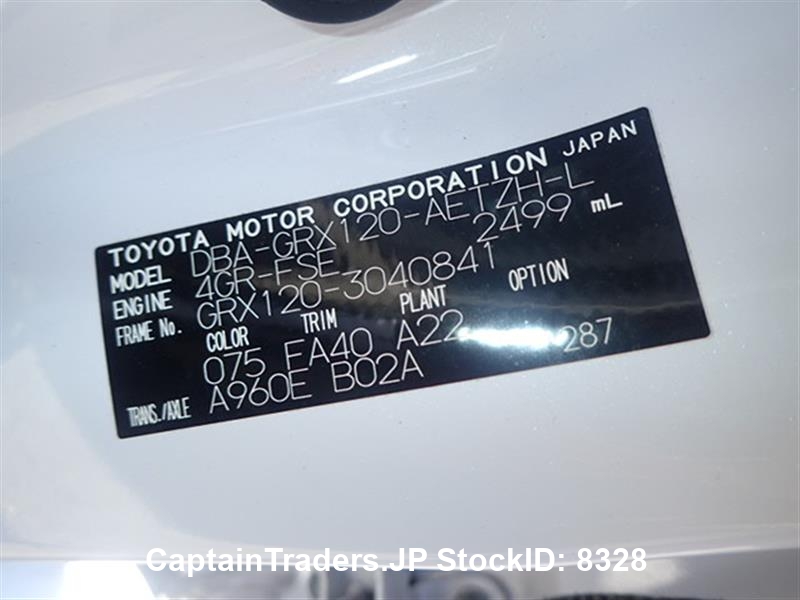 TOYOTA MOTOR CORPORATION JAPAN
MODEL DBA-GRX120-AETZH-L
ENGINE 4GR-FSE 2499 mL
FRAME No. GRX120-3040841
COLOR TRIM PLANT OPTION
075 FA40 A22 287
TRANS./AXLE A960E B02A
CaptainTraders.JP StockID: 8328